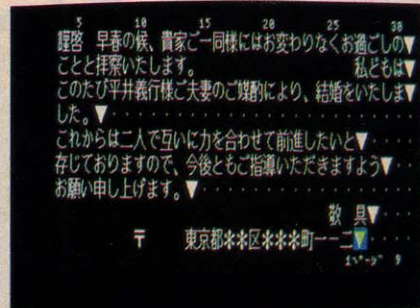 5 10 15 20 25 30
謹啓 早春の候、貴家ご一同様にはお変わりなくお過ごしの▼
ことと拝察いたします。 私どもは▼
このたび平井義行様ご夫妻のご媒酌により、結婚をいたしま▼
した。▼
これからは二人で互いに力を合わせて前進したいと▼
存じておりますので、今後ともご指導いただきますよう▼
お願い申し上げます。▼
敬 具▼
〒 東京都**区***町一ー二▼
1ページ 9